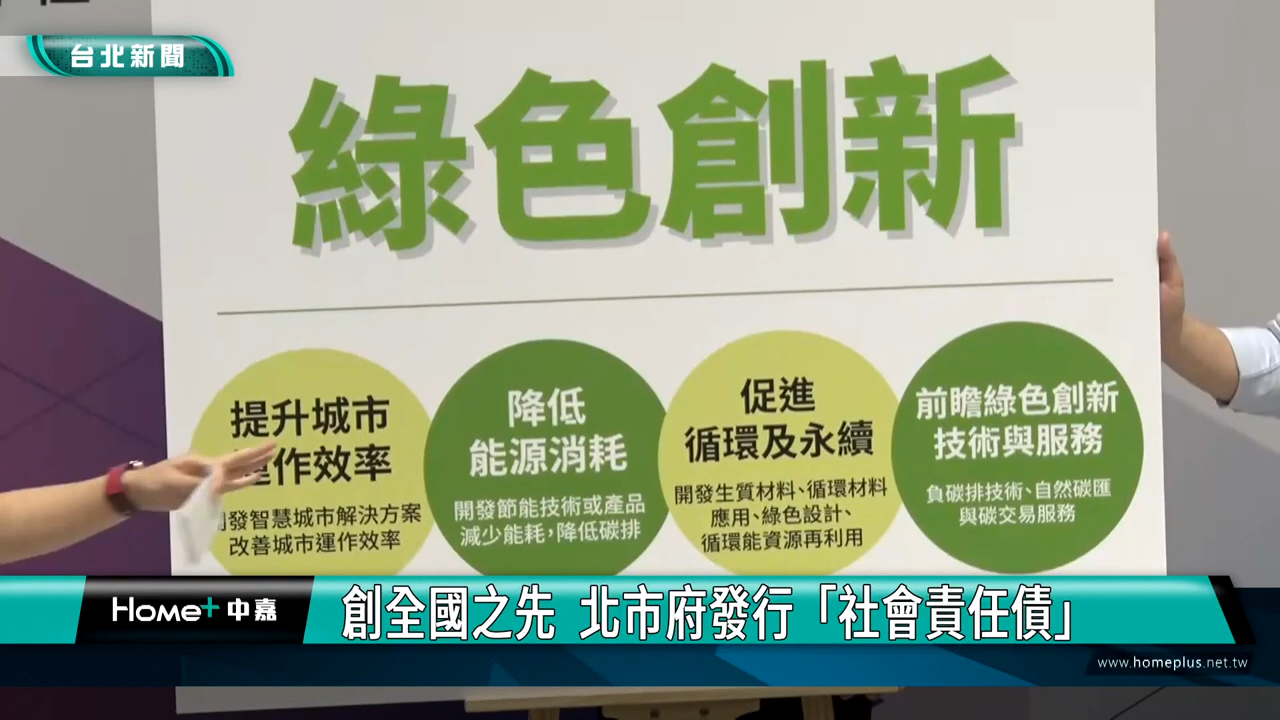 台北新聞
綠色創新
提升城市
運作效率
發智慧城市解決方案
改善城市運作效率
降低
能源消耗
開發節能技術或產品
減少能耗,降低碳排
促進
循環及永續
開發生質材料、循環材料
應用、綠色設計、
循環能資源再利用
前瞻綠色創新
技術與服務
負碳排技術、自然碳匯
與碳交易服務
Home+ 中嘉
創全國之先 北市府發行「社會責任債」
www.homeplus.net.tw